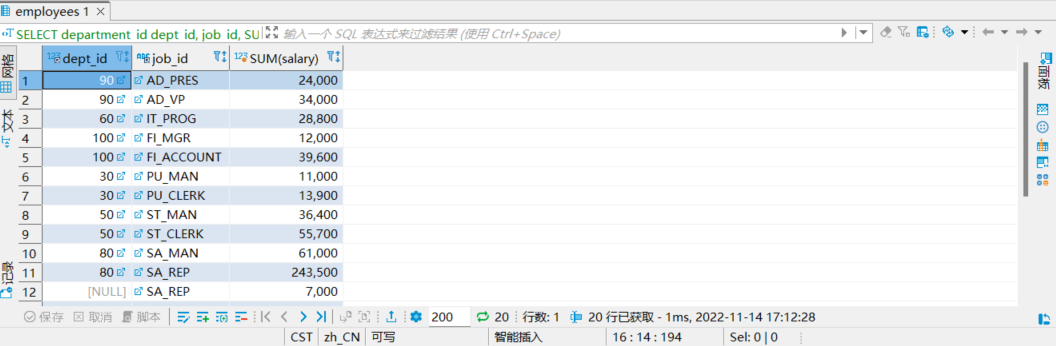 employees 1
SELECT department_id dept_id, job_id, SU 输入一个 SQL 表达式来过滤结果 (使用 Ctrl+Space)
网格
文本
记录
面板
dept_id job_id SUM(salary)
1 90 AD_PRES 24,000
2 90 AD_VP 34,000
3 60 IT_PROG 28,800
4 100 FI_MGR 12,000
5 100 FI_ACCOUNT 39,600
6 30 PU_MAN 11,000
7 30 PU_CLERK 13,900
8 50 ST_MAN 36,400
9 50 ST_CLERK 55,700
10 80 SA_MAN 61,000
11 80 SA_REP 243,500
12 [NULL] SA_REP 7,000
保存 取消 脚本 200 20 行数: 1 20 行已获取 - 1ms, 2022-11-14 17:12:28
CST zh_CN 可写 智能插入 16 : 14 : 194 Sel: 0 | 0